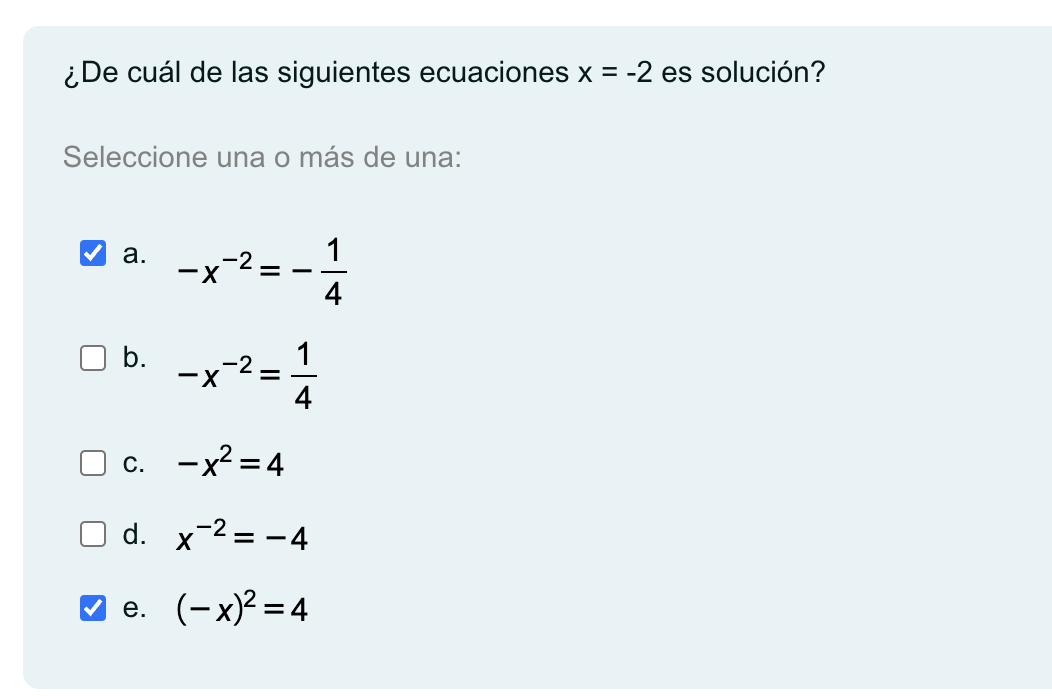 ¿De cuál de las siguientes ecuaciones x = -2 es solución?
Seleccione una o más de una:
a. −x⁻² = −1/4
b. −x⁻² = 1/4
c. −x² = 4
d. x⁻² = −4
e. (−x)² = 4